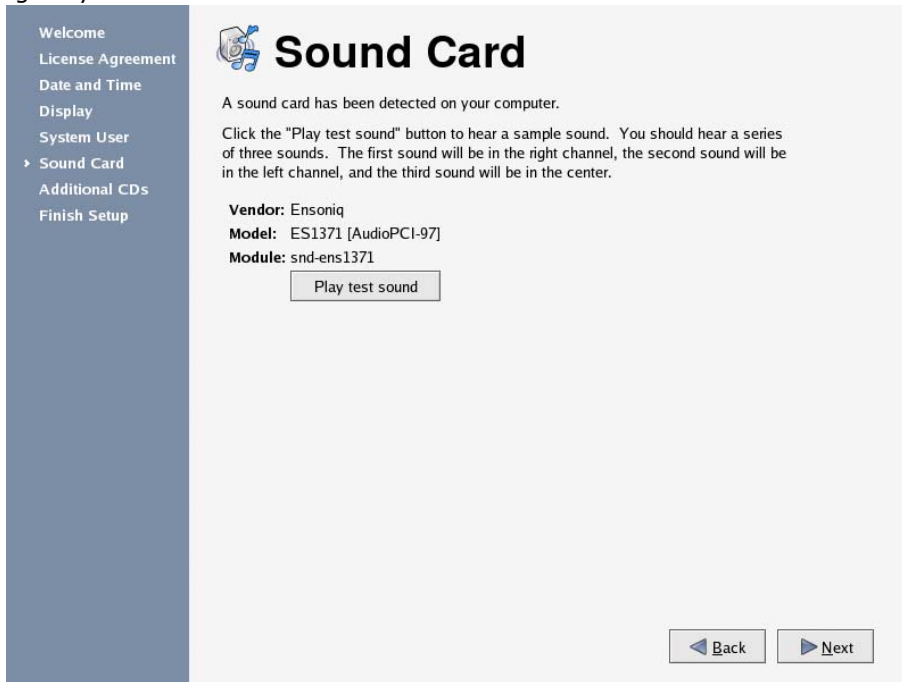 Welcome
License Agreement
Date and Time
Display
System User
Sound Card
Additional CDs
Finish Setup
Sound Card
A sound card has been detected on your computer.
Click the "Play test sound" button to hear a sample sound.  You should hear a series
of three sounds.  The first sound will be in the right channel, the second sound will be
in the left channel, and the third sound will be in the center.
Vendor: Ensoniq
Model: ES1371 [AudioPCI-97]
Module: snd-ens1371
Play test sound
Back
Next